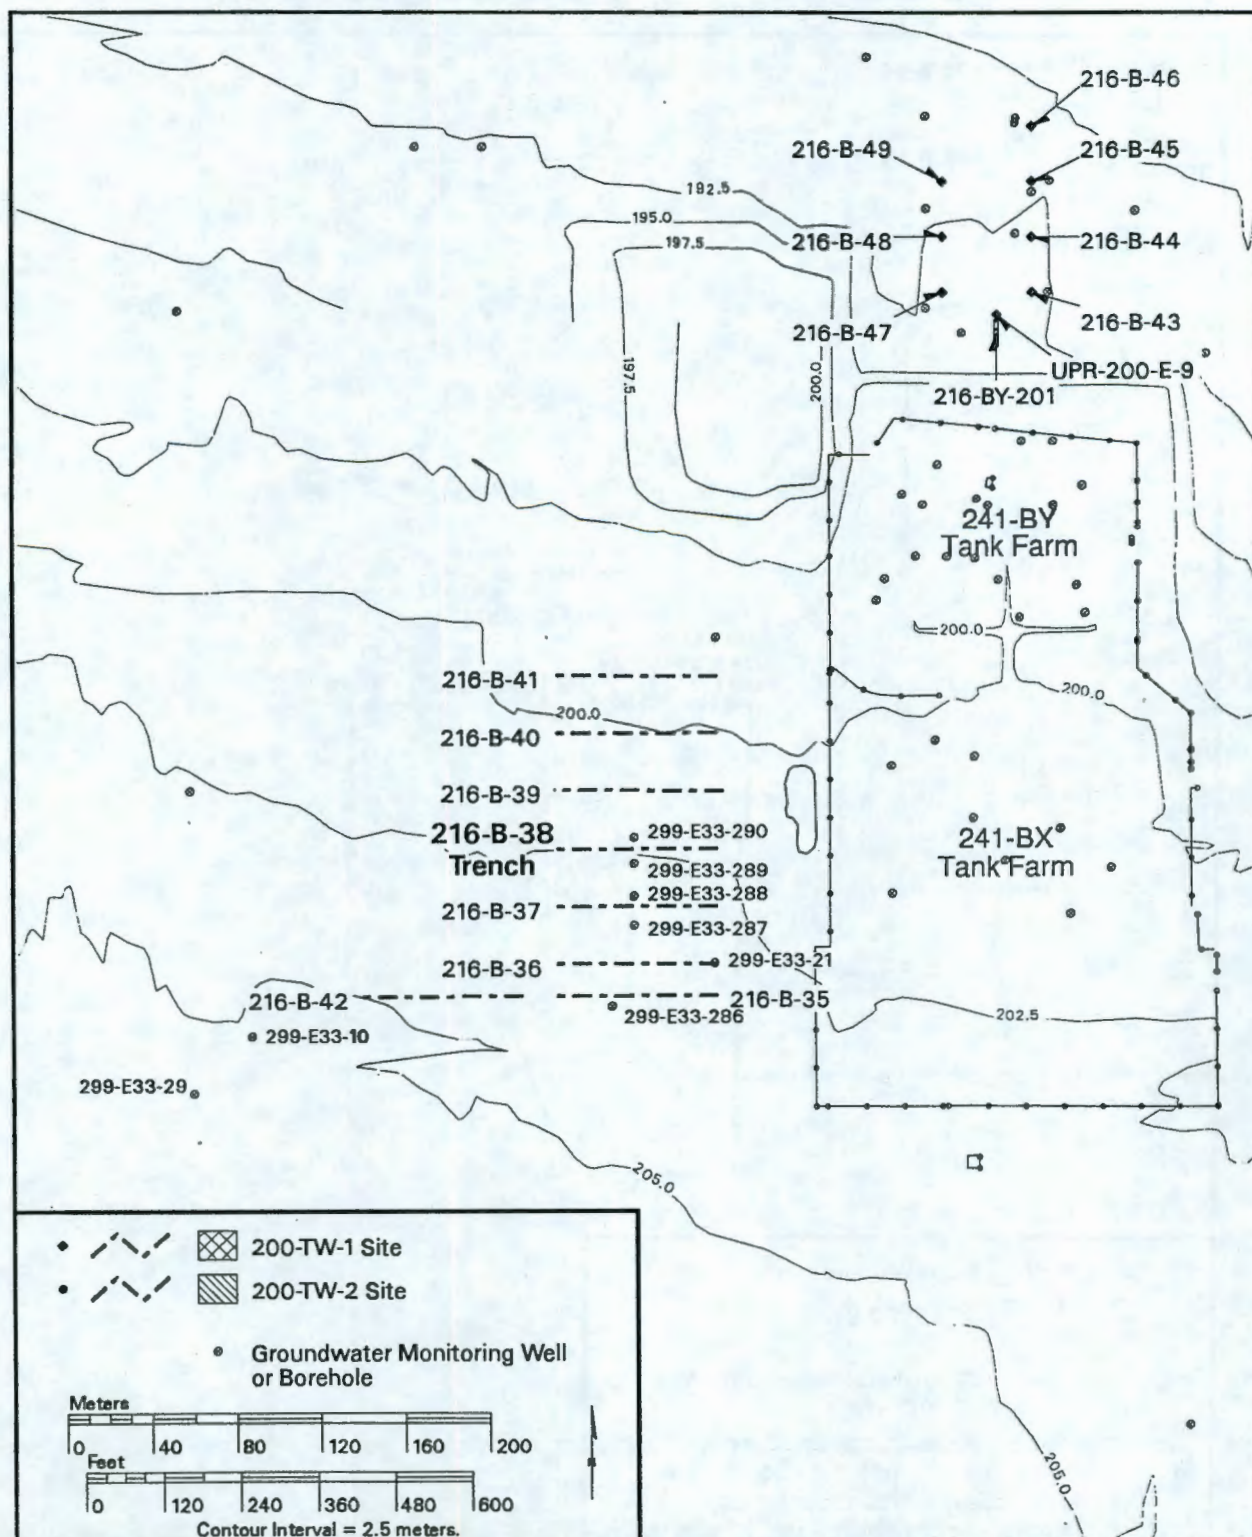 216-B-46
216-B-49
216-B-45
192.5
195.0
216-B-48
216-B-44
197.5
216-B-47
216-B-43
197.5
200.0
UPR-200-E-9
216-BY-201
241-BY
Tank Farm
200.0
216-B-41
200.0
200.0
216-B-40
216-B-39
216-B-38
Trench
299-E33-290
241-BX
Tank Farm
299-E33-289
299-E33-288
216-B-37
299-E33-287
299-E33-21
216-B-36
216-B-42
216-B-35
299-E33-286
202.5
299-E33-10
299-E33-29
205.0
200-TW-1 Site
200-TW-2 Site
Groundwater Monitoring Well
or Borehole
Meters
0 40 80 120 160 200
Feet
0 120 240 360 480 600
Contour Interval = 2.5 meters.
205.0